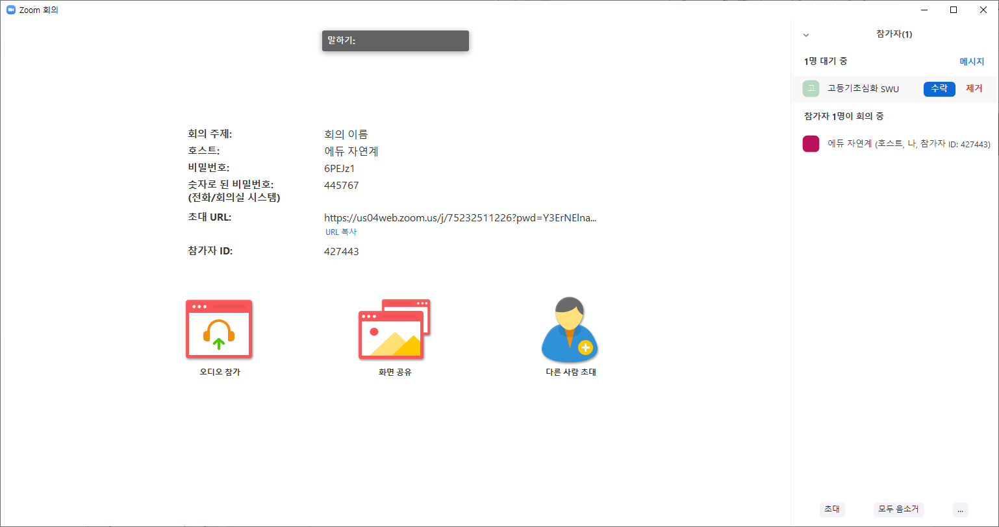 Zoom 회의
말하기:
회의 주제: 회의 이름
호스트: 에듀 자연계
비밀번호: 6PEJz1
숫자로 된 비밀번호: 445767
(전화/회의실 시스템)
초대 URL: https://us04web.zoom.us/j/75232511226?pwd=Y3ErNElna...
URL 복사
참가자 ID: 427443
오디오 참가
화면 공유
다른 사람 초대
참가자(1)
1명 대기 중 메시지
고 고등기초심화 SWU 수락 제거
참가자 1명이 회의 중
에듀 자연계 (호스트, 나, 참가자 ID: 427443)
초대 모두 음소거 ...